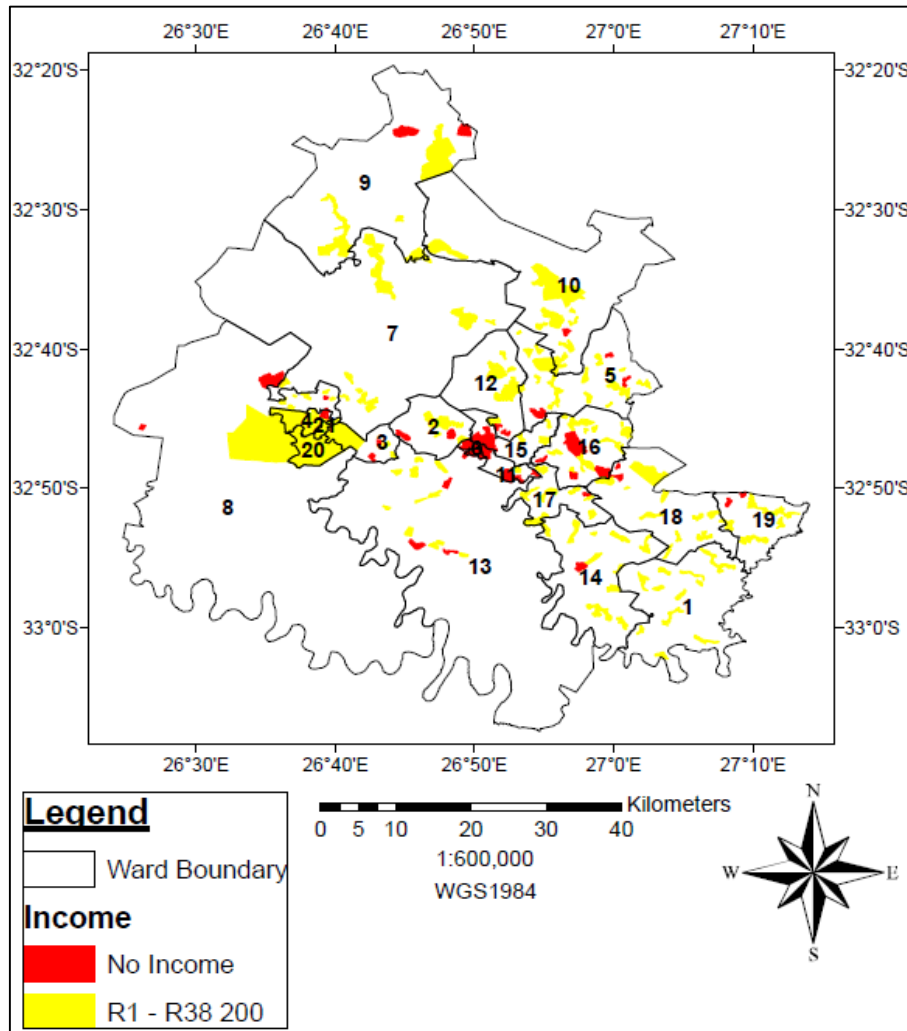 26°30'E 26°40'E 26°50'E 27°0'E 27°10'E
32°20'S 32°20'S
9
32°30'S 32°30'S
10
7
32°40'S 32°40'S
5
12
4 21 2
3 15 16
20
32°50'S 32°50'S
17
8 18 19
13
14
1
33°0'S 33°0'S
26°30'E 26°40'E 26°50'E 27°0'E 27°10'E
Legend
Ward Boundary
Income
No Income
R1 - R38 200
Kilometers
0 5 10 20 30 40
1:600,000
WGS1984
N
W E
S